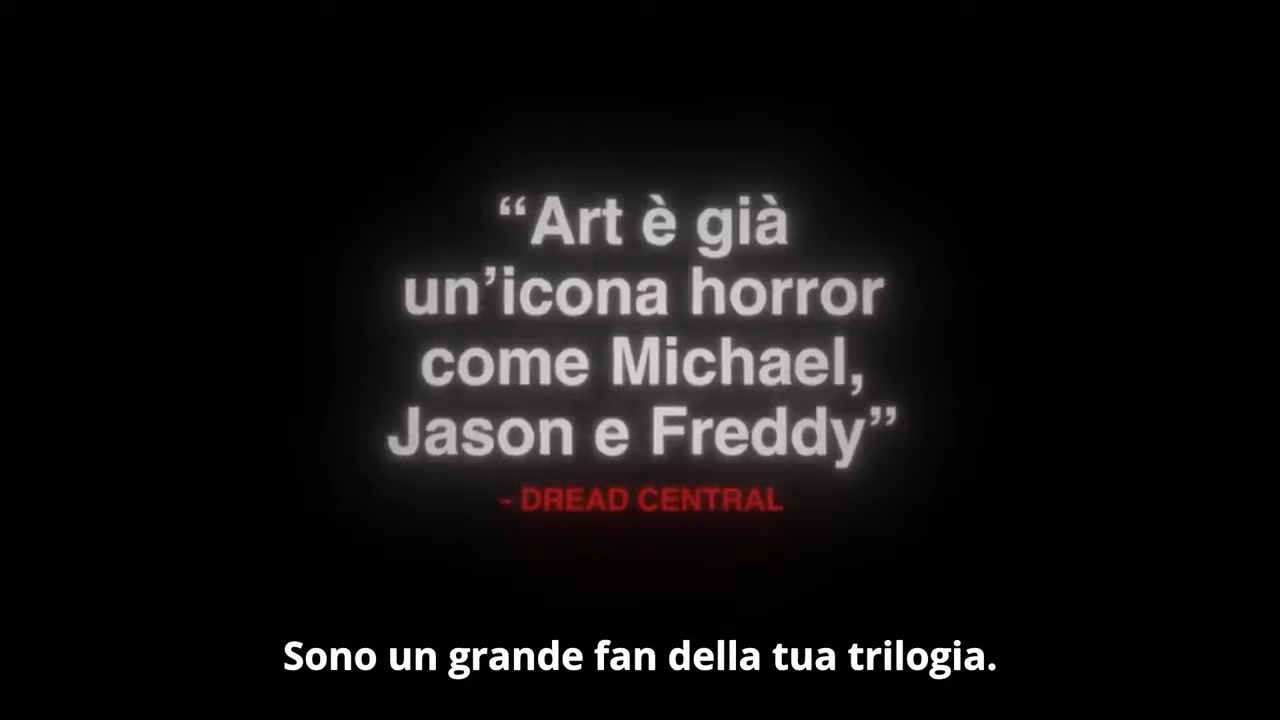 “Art è già
un’icona horror
come Michael,
Jason e Freddy”
- DREAD CENTRAL
Sono un grande fan della tua trilogia.